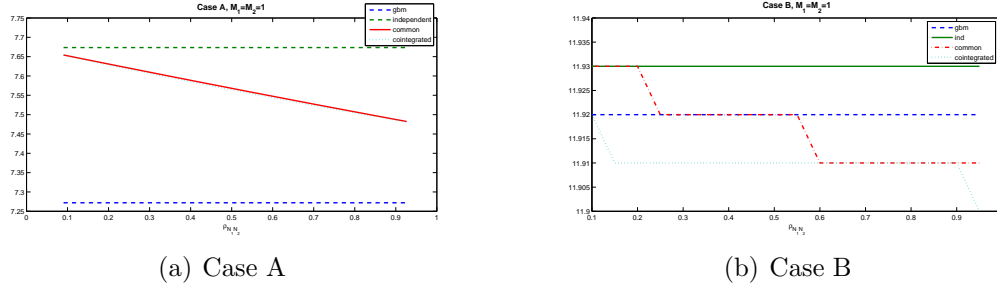 Case A, M₁=M₂=1
7.75
7.7
7.65
7.6
7.55
7.5
7.45
7.4
7.35
7.3
7.25
0 0.1 0.2 0.3 0.4 0.5 0.6 0.7 0.8 0.9 1
ρN₁N₂
gbm
independent
common
cointegrated
(a) Case A
Case B, M₁=M₂=1
11.94
11.935
11.93
11.925
11.92
11.915
11.91
11.905
11.9
0.1 0.2 0.3 0.4 0.5 0.6 0.7 0.8 0.9
ρN₁N₂
gbm
ind
common
cointegrated
(b) Case B